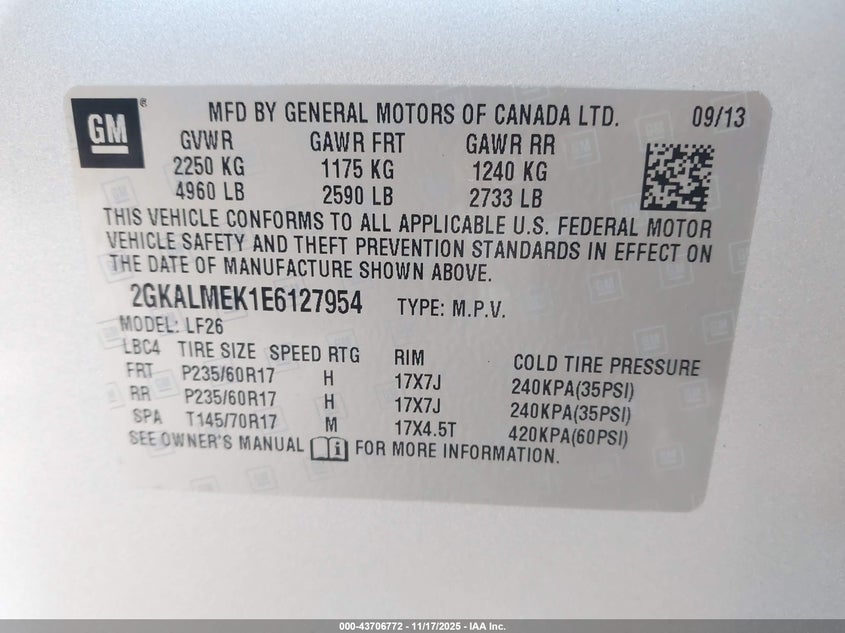 GM
®
MFD BY GENERAL MOTORS OF CANADA LTD. 09/13
GVWR GAWR FRT GAWR RR
2250 KG 1175 KG 1240 KG
4960 LB 2590 LB 2733 LB
THIS VEHICLE CONFORMS TO ALL APPLICABLE U.S. FEDERAL MOTOR
VEHICLE SAFETY AND THEFT PREVENTION STANDARDS IN EFFECT ON
THE DATE OF MANUFACTURE SHOWN ABOVE.
2GKALMEK1E6127954 TYPE: M.P.V.
MODEL: LF26
LBC4 TIRE SIZE SPEED RTG RIM COLD TIRE PRESSURE
FRT P235/60R17 H 17X7J 240KPA(35PSI)
RR P235/60R17 H 17X7J 240KPA(35PSI)
SPA T145/70R17 M 17X4.5T 420KPA(60PSI)
SEE OWNER'S MANUAL i FOR MORE INFORMATION.
000-43706772 - 11/17/2025 - IAA Inc.